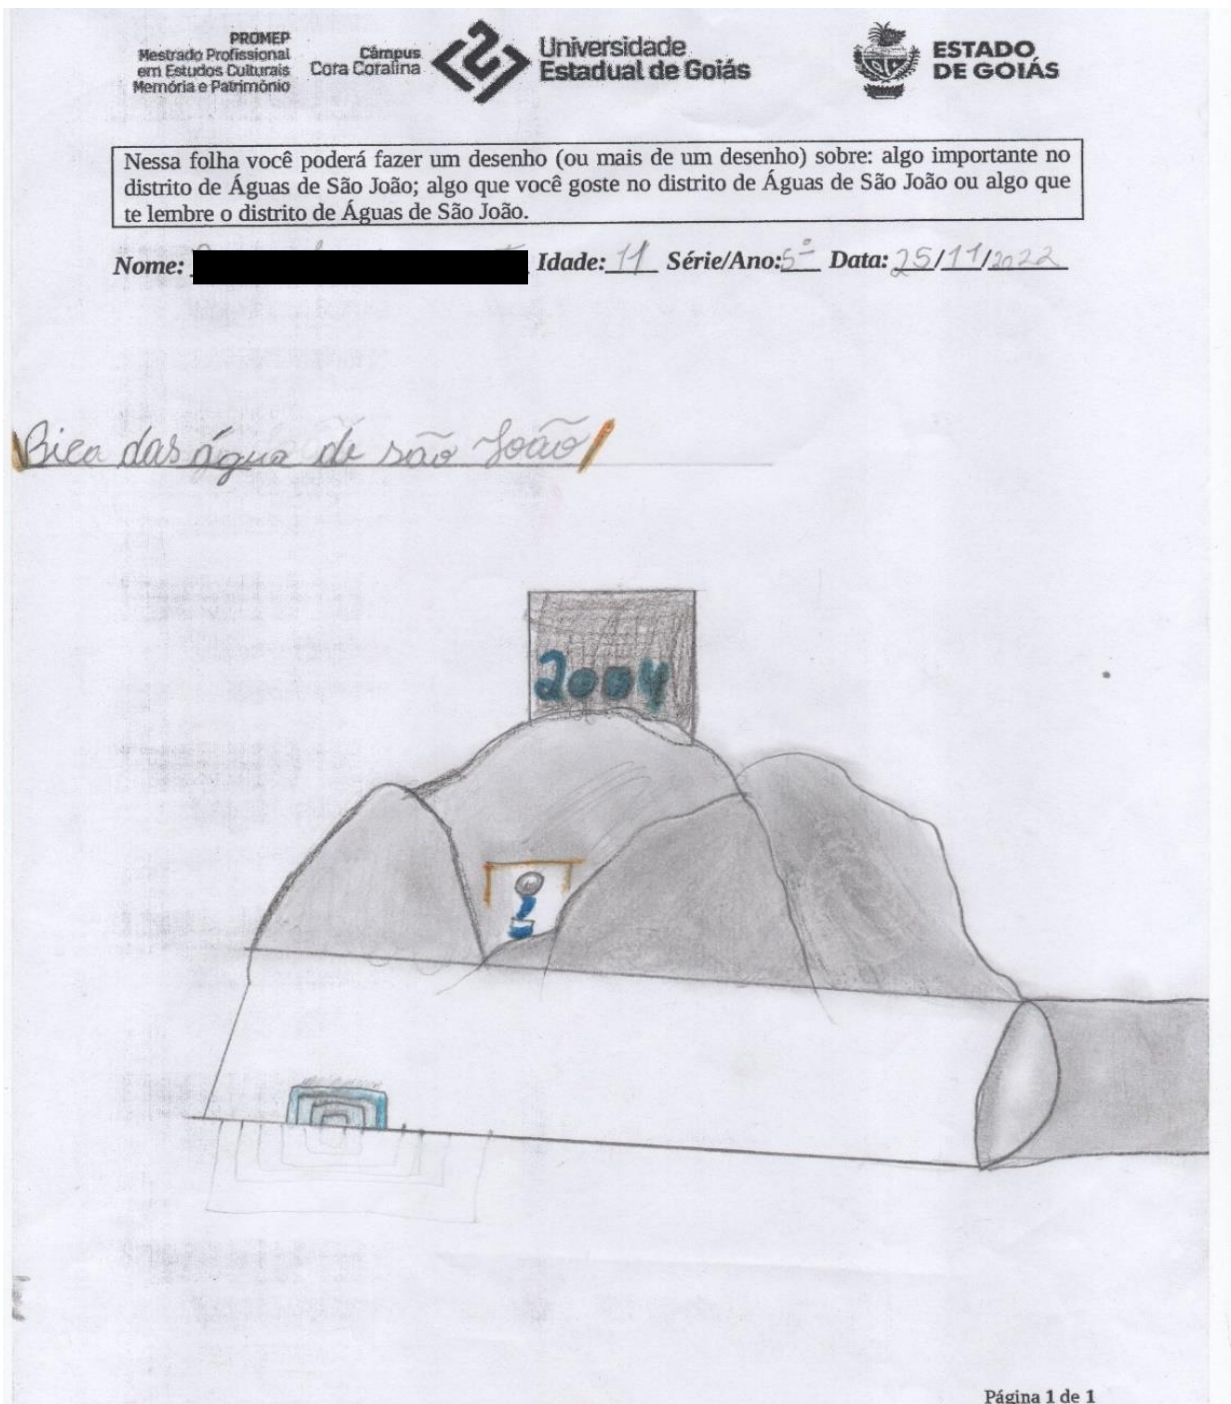 PROMEP
Mestrado Profissional
em Estudos Culturais
Memória e Patrimônio
Câmpus
Cora Coralina
Universidade
Estadual de Goiás
ESTADO
DE GOIÁS
Nessa folha você poderá fazer um desenho (ou mais de um desenho) sobre: algo importante no
distrito de Águas de São João; algo que você goste no distrito de Águas de São João ou algo que
te lembre o distrito de Águas de São João.
Nome: Idade: 11 Série/Ano: 5º Data: 25/11/2022
Bica das água de são João
2004
Página 1 de 1